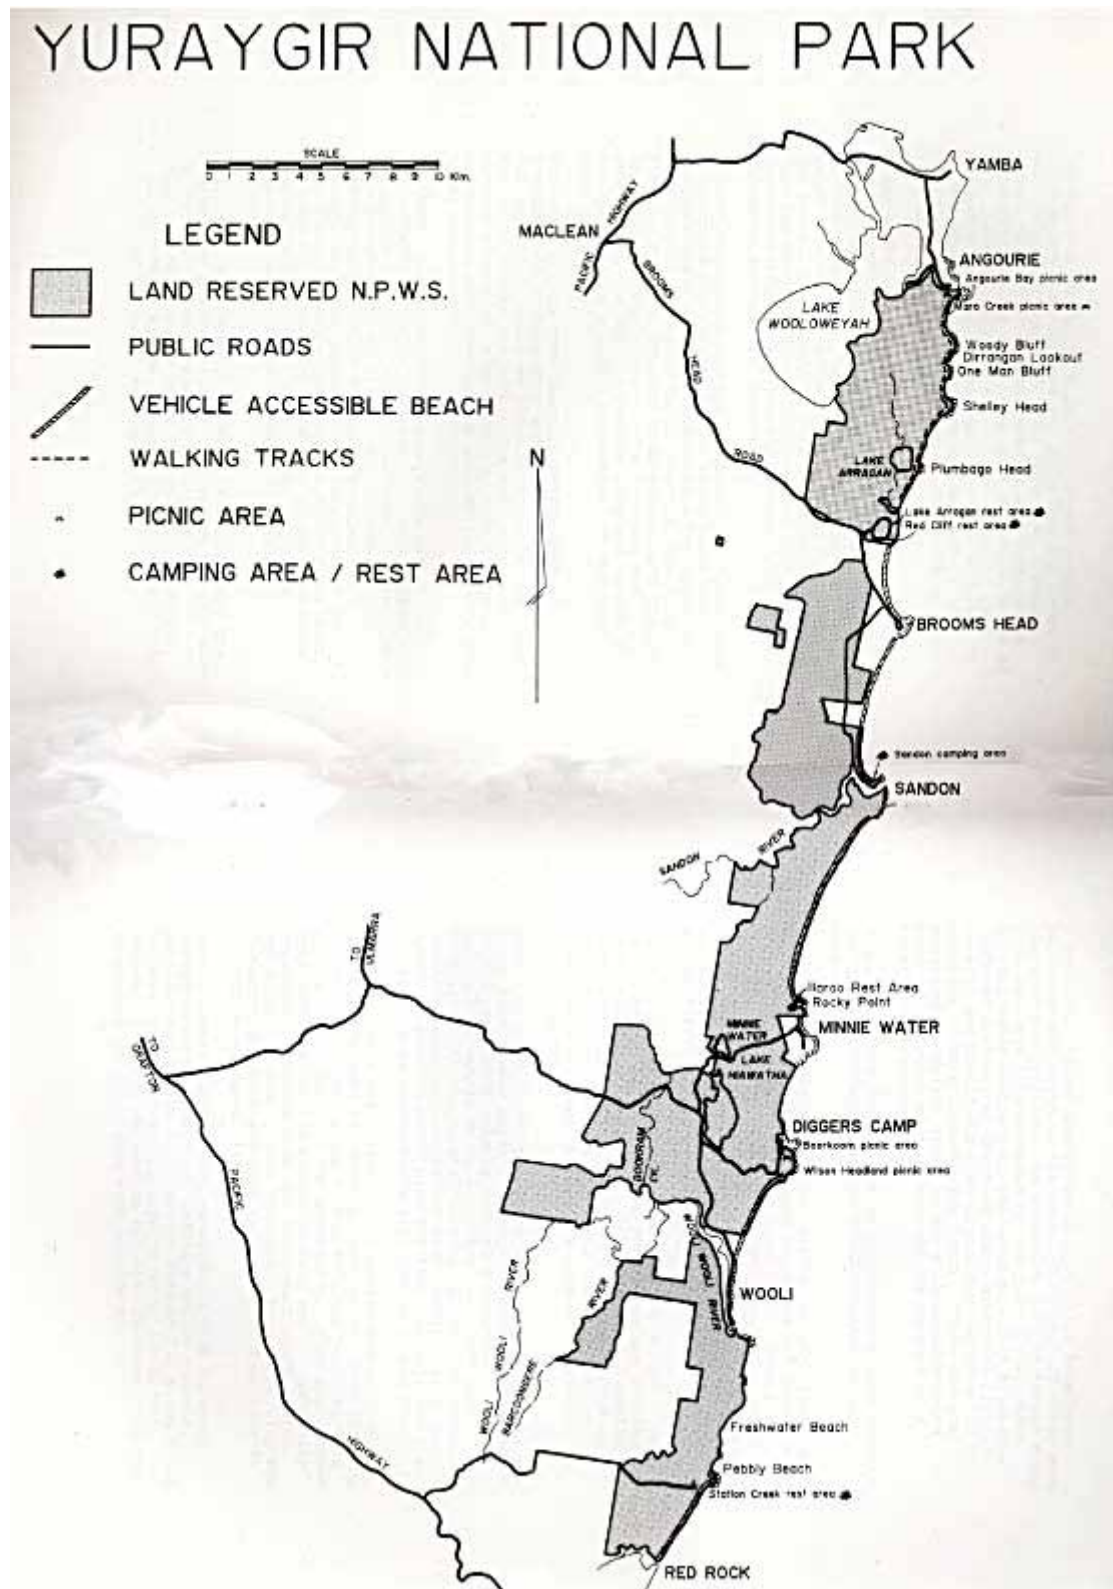 YURAYGIR NATIONAL PARK
SCALE
0 1 2 3 4 5 6 7 8 9 10 Km.
LEGEND
LAND RESERVED N.P.W.S.
PUBLIC ROADS
VEHICLE ACCESSIBLE BEACH
WALKING TRACKS
PICNIC AREA
CAMPING AREA / REST AREA
N
YAMBA
MACLEAN
PACIFIC HIGHWAY
BROOMS HEAD ROAD
ANGOURIE
Angourie Bay picnic area
Mara Creek picnic area
LAKE
WOOLOWEYAH
Woody Bluff
Dirrangan Lookout
One Man Bluff
Shelley Head
LAKE
ARRAGAN
Plumbago Head
Lake Arragan rest area
Red Cliff rest area
BROOMS HEAD
Sandon camping area
SANDON
SANDON RIVER
TO
ULMARRA
TO
GRAFTON
Illaroo Rest Area
Rocky Point
MINNIE
WATER
MINNIE WATER
LAKE
HIAWATHA
DIGGERS CAMP
Boorkoom picnic area
Wilson Headland picnic area
BOOKRAM
CK.
PACIFIC HIGHWAY
WOOLI WOOLI RIVER
WOOLI
WOOLI WOOLI RIVER
BARCOONGERE RIVER
Freshwater Beach
Pebbly Beach
Station Creek rest area
RED ROCK